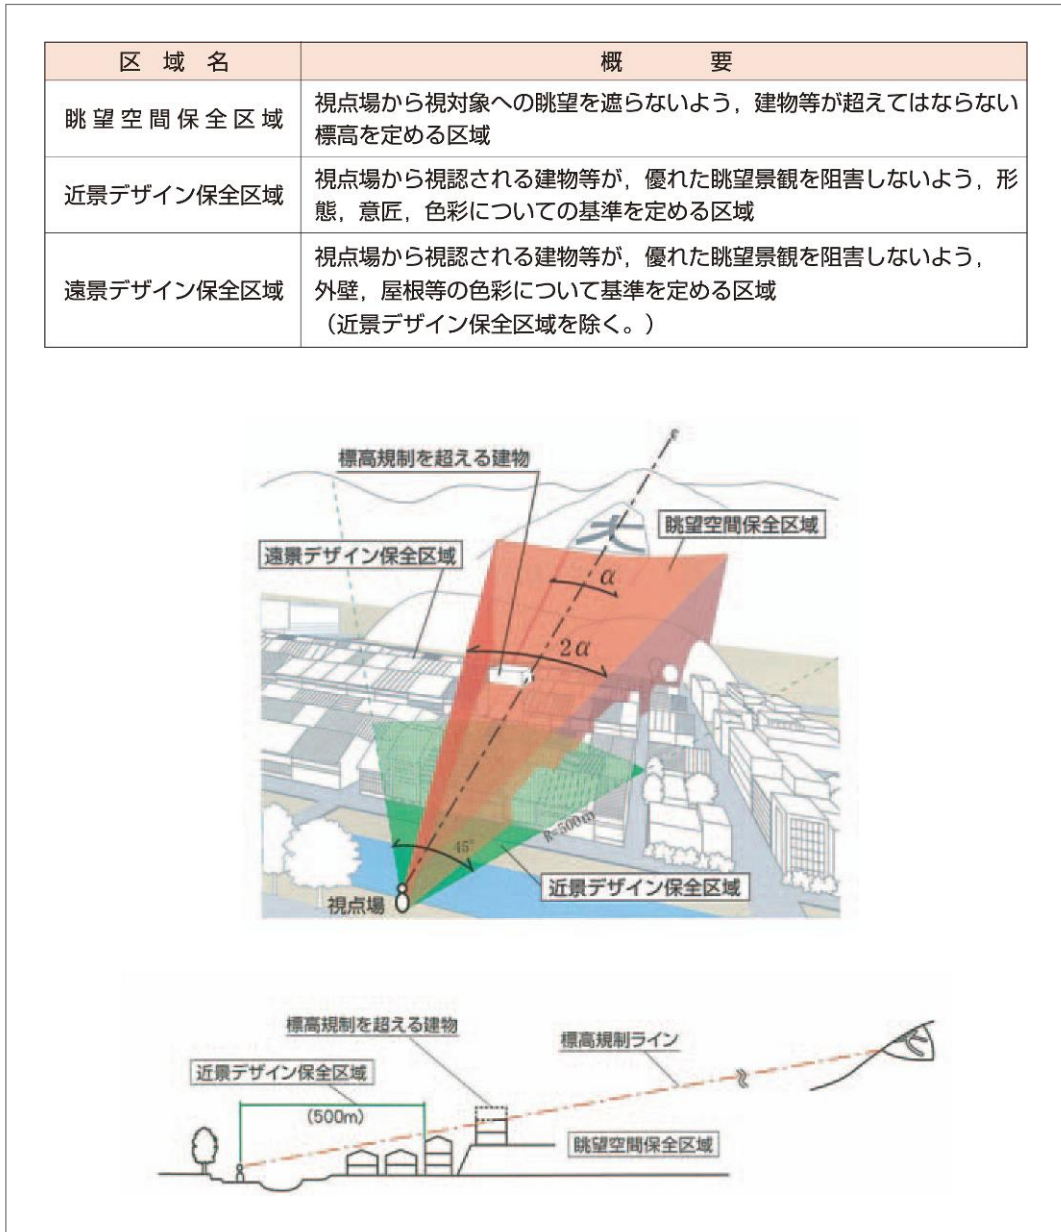 区域名
概要
眺望空間保全区域
視点場から視対象への眺望を遮らないよう，建物等が超えてはならない
標高を定める区域
近景デザイン保全区域
視点場から視認される建物等が，優れた眺望景観を阻害しないよう，形
態，意匠，色彩についての基準を定める区域
遠景デザイン保全区域
視点場から視認される建物等が，優れた眺望景観を阻害しないよう，
外壁，屋根等の色彩について基準を定める区域
（近景デザイン保全区域を除く。）
標高規制を超える建物
大
眺望空間保全区域
遠景デザイン保全区域
α
2α
R=500m
45°
近景デザイン保全区域
視点場
標高規制を超える建物
標高規制ライン
近景デザイン保全区域
(500m)
眺望空間保全区域